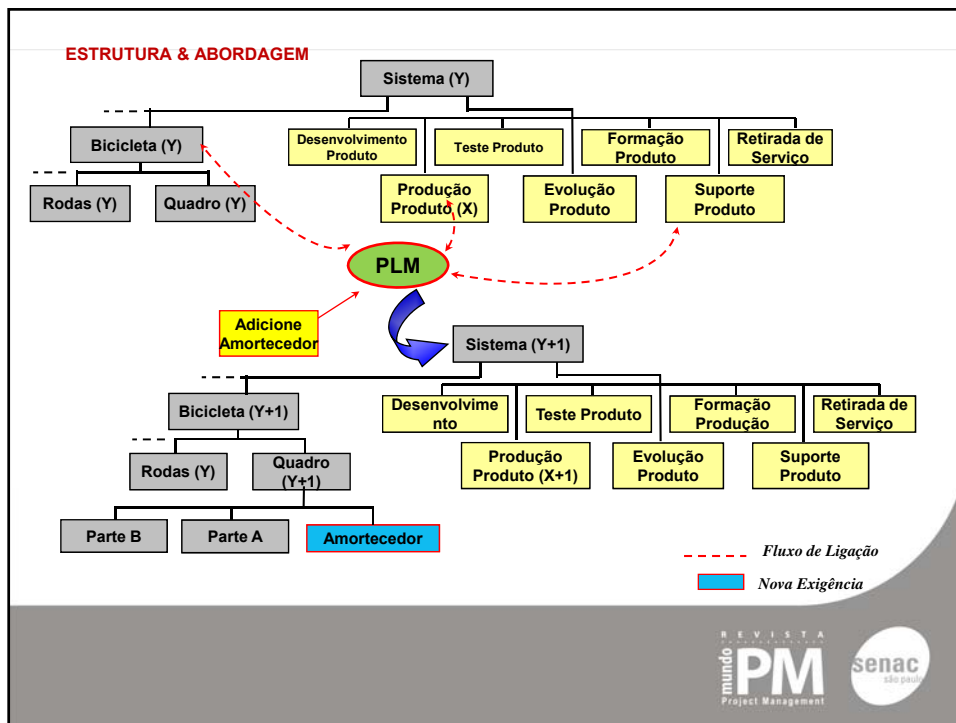 ESTRUTURA & ABORDAGEM
Sistema (Y)
Bicicleta (Y)
Desenvolvimento
Produto
Teste Produto
Formação
Produto
Retirada de
Serviço
Rodas (Y)
Quadro (Y)
Produção
Produto (X)
Evolução
Produto
Suporte
Produto
PLM
Adicione
Amortecedor
Sistema (Y+1)
Bicicleta (Y+1)
Desenvolvime
nto
Teste Produto
Formação
Produção
Retirada de
Serviço
Rodas (Y)
Quadro
(Y+1)
Produção
Produto (X+1)
Evolução
Produto
Suporte
Produto
Parte B
Parte A
Amortecedor
Fluxo de Ligação
Nova Exigência
REVISTA
mundo
PM
Project Management
senac
são paulo